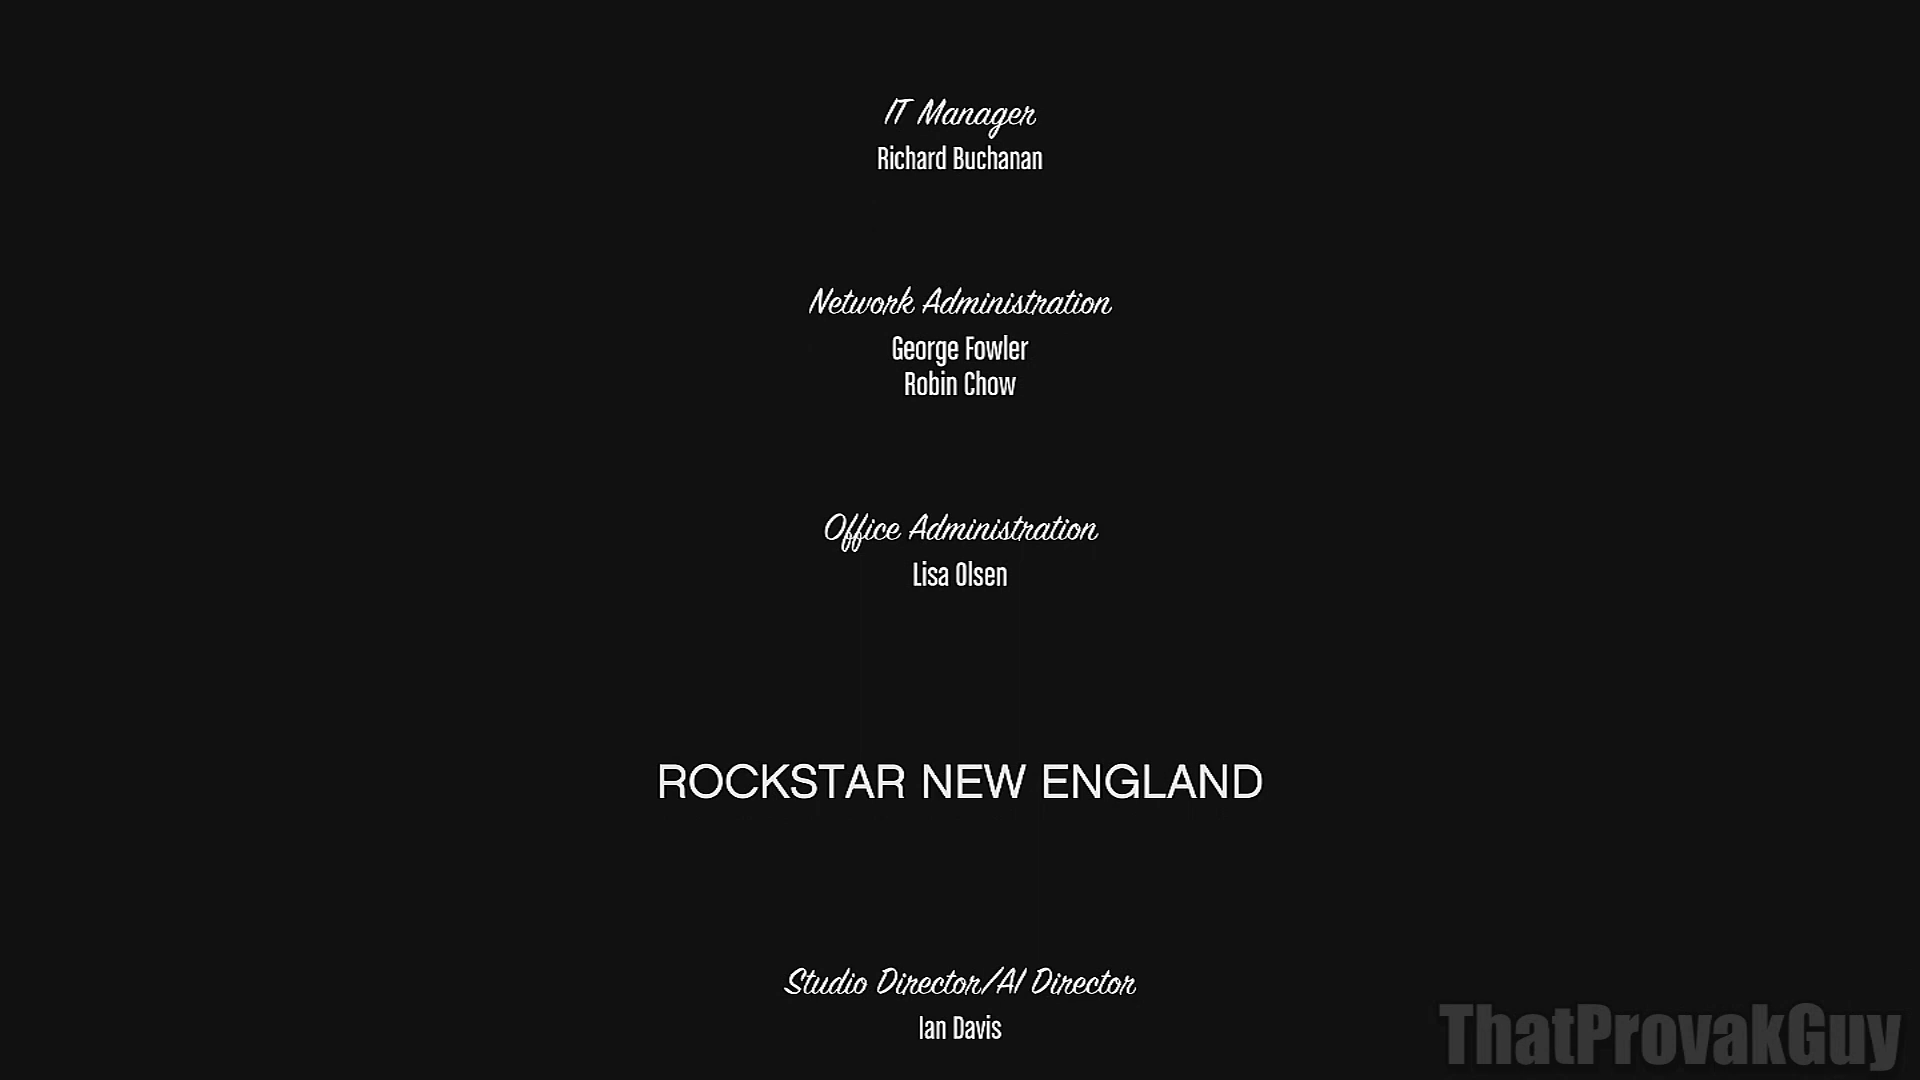 IT Manager
Richard Buchanan
Network Administration
George Fowler
Robin Chow
Office Administration
Lisa Olsen
ROCKSTAR NEW ENGLAND
Studio Director/AI Director
Ian Davis
ThatProvakGuy